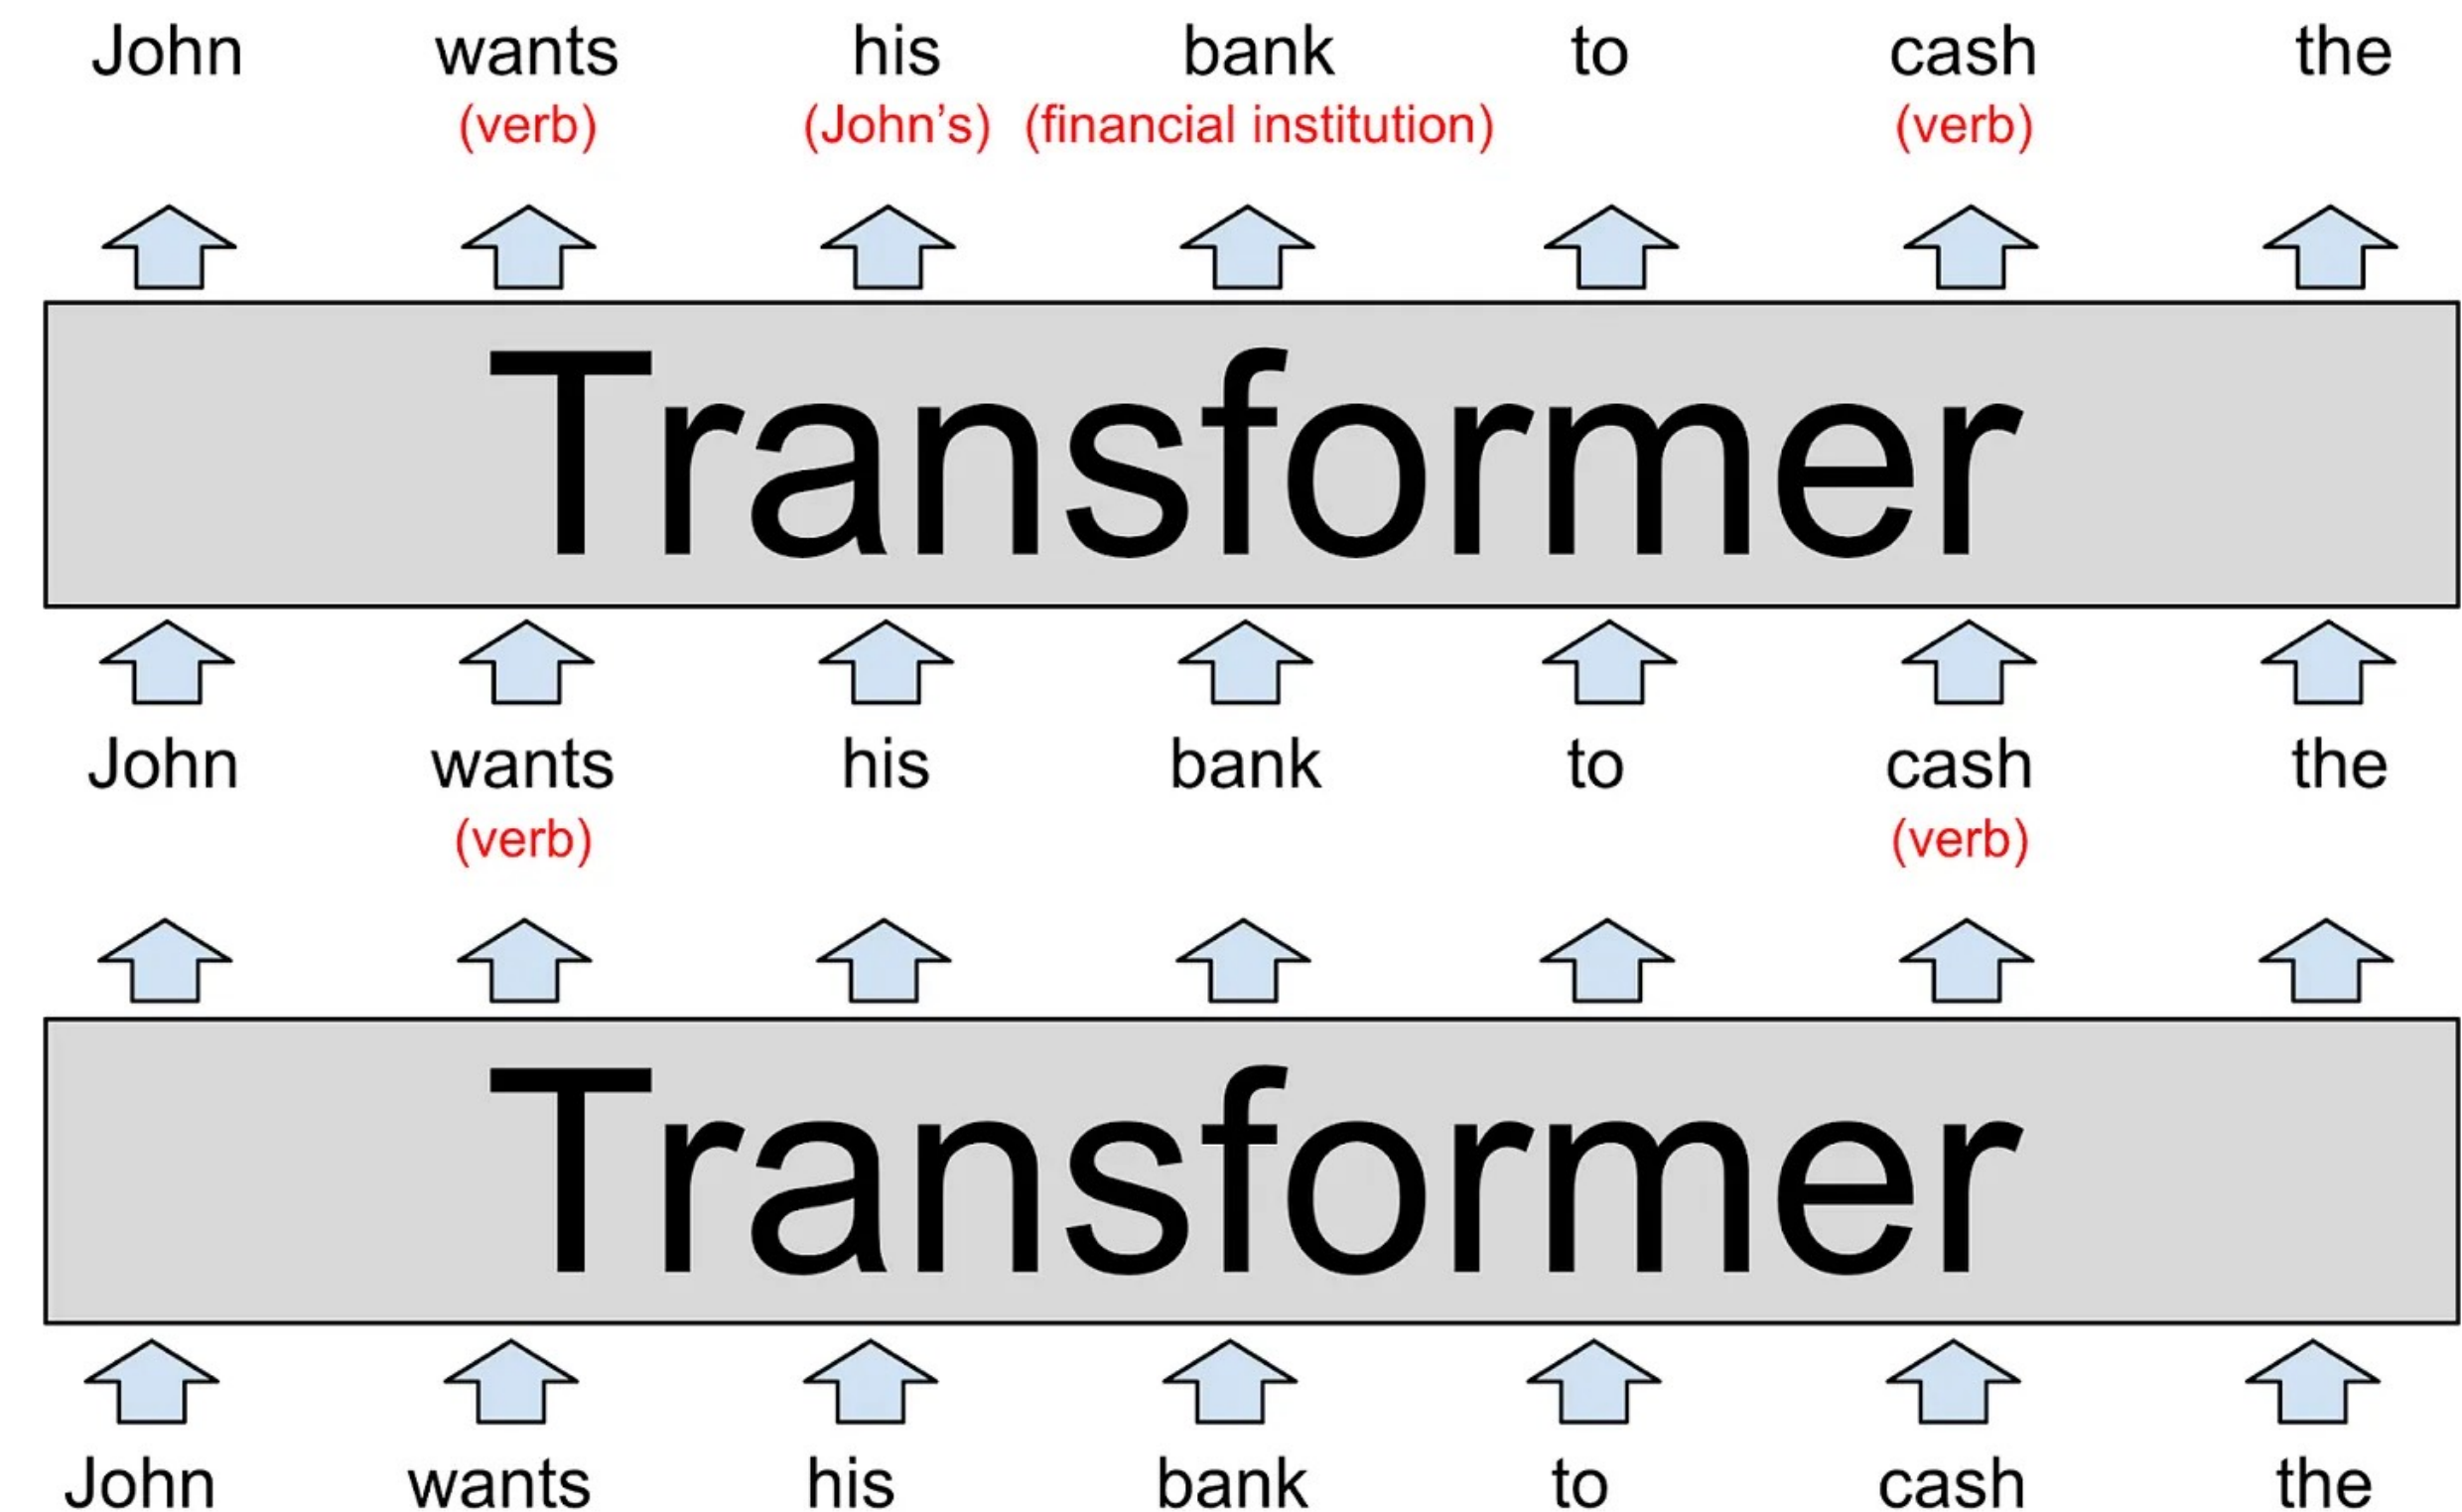 John wants his bank to cash the
(verb) (John’s) (financial institution) (verb)
Transformer
John wants his bank to cash the
(verb) (verb)
Transformer
John wants his bank to cash the